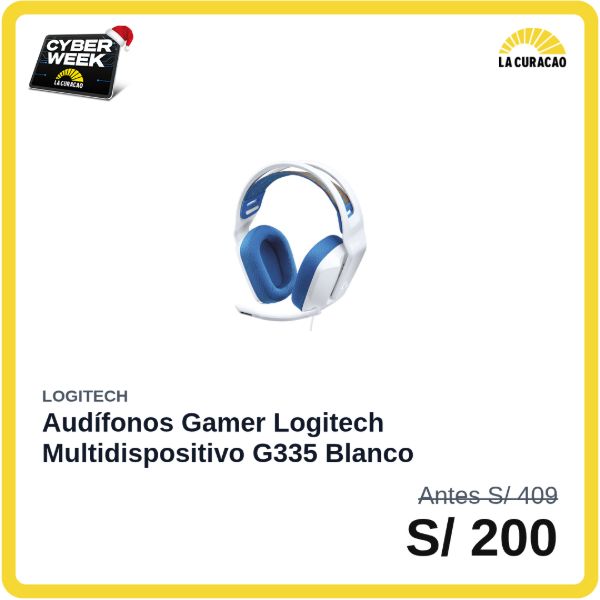 CYBER
WEEK
LA CURACAO
LA CURACAO
LOGITECH
Audífonos Gamer Logitech
Multidispositivo G335 Blanco
Antes S/ 409
S/ 200